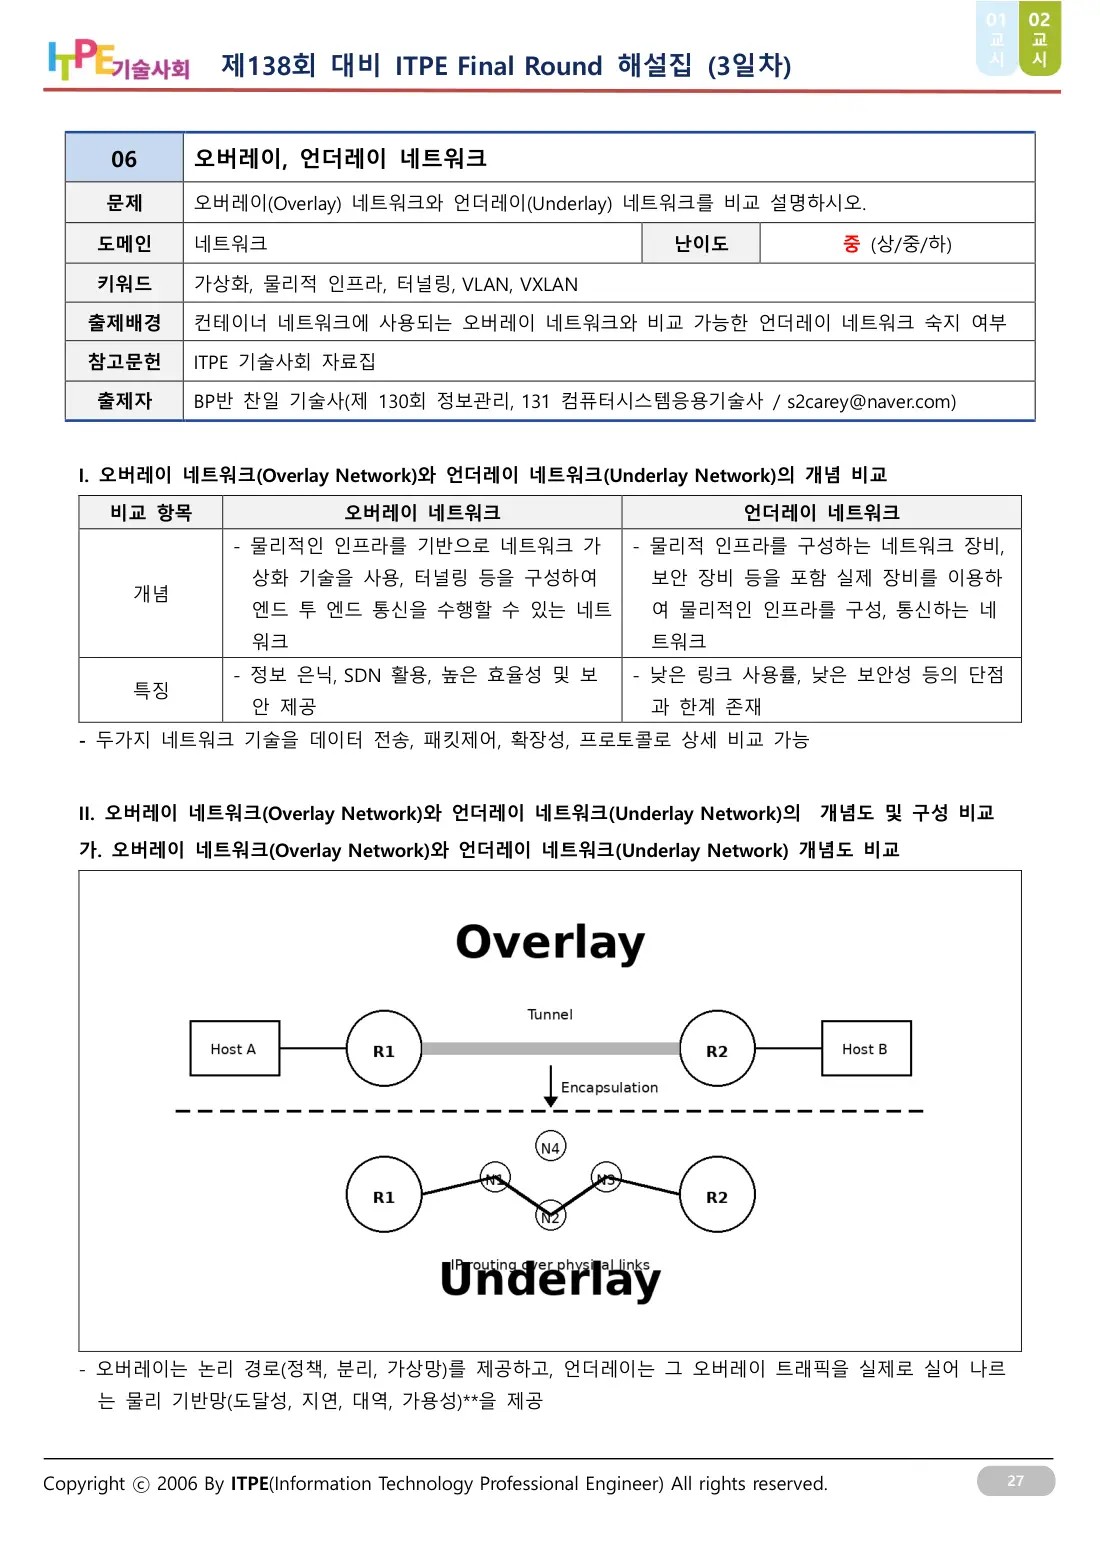 ITPE기술사회 제138회 대비 ITPE Final Round 해설집 (3일차)
01 교시
02 교시
06 오버레이, 언더레이 네트워크
문제 오버레이(Overlay) 네트워크와 언더레이(Underlay) 네트워크를 비교 설명하시오.
도메인 네트워크 난이도 중 (상/중/하)
키워드 가상화, 물리적 인프라, 터널링, VLAN, VXLAN
출제배경 컨테이너 네트워크에 사용되는 오버레이 네트워크와 비교 가능한 언더레이 네트워크 숙지 여부
참고문헌 ITPE 기술사회 자료집
출제자 BP반 찬일 기술사(제 130회 정보관리, 131 컴퓨터시스템응용기술사 / s2carey@naver.com)
I. 오버레이 네트워크(Overlay Network)와 언더레이 네트워크(Underlay Network)의 개념 비교
비교 항목 오버레이 네트워크 언더레이 네트워크
개념
- 물리적인 인프라를 기반으로 네트워크 가
상화 기술을 사용, 터널링 등을 구성하여
엔드 투 엔드 통신을 수행할 수 있는 네트
워크
- 물리적 인프라를 구성하는 네트워크 장비,
보안 장비 등을 포함 실제 장비를 이용하
여 물리적인 인프라를 구성, 통신하는 네
트워크
특징
- 정보 은닉, SDN 활용, 높은 효율성 및 보
안 제공
- 낮은 링크 사용률, 낮은 보안성 등의 단점
과 한계 존재
- 두가지 네트워크 기술을 데이터 전송, 패킷제어, 확장성, 프로토콜로 상세 비교 가능
II. 오버레이 네트워크(Overlay Network)와 언더레이 네트워크(Underlay Network)의 개념도 및 구성 비교
가. 오버레이 네트워크(Overlay Network)와 언더레이 네트워크(Underlay Network) 개념도 비교
Overlay
Tunnel
Host A R1 R2 Host B
Encapsulation
N4
N1 N3
R1 R2
N2
IP routing over physical links
Underlay
- 오버레이는 논리 경로(정책, 분리, 가상망)를 제공하고, 언더레이는 그 오버레이 트래픽을 실제로 실어 나르
는 물리 기반망(도달성, 지연, 대역, 가용성)**을 제공
Copyright ⓒ 2006 By ITPE(Information Technology Professional Engineer) All rights reserved.
27